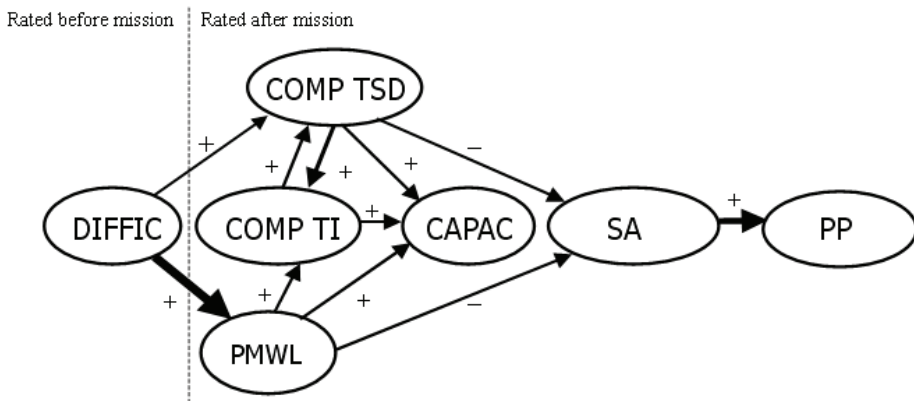 Rated before mission
Rated after mission
COMP TSD
+
+
+
+
−
DIFFIC
COMP TI
+
CAPAC
SA
+
PP
+
+
+
−
PMWL